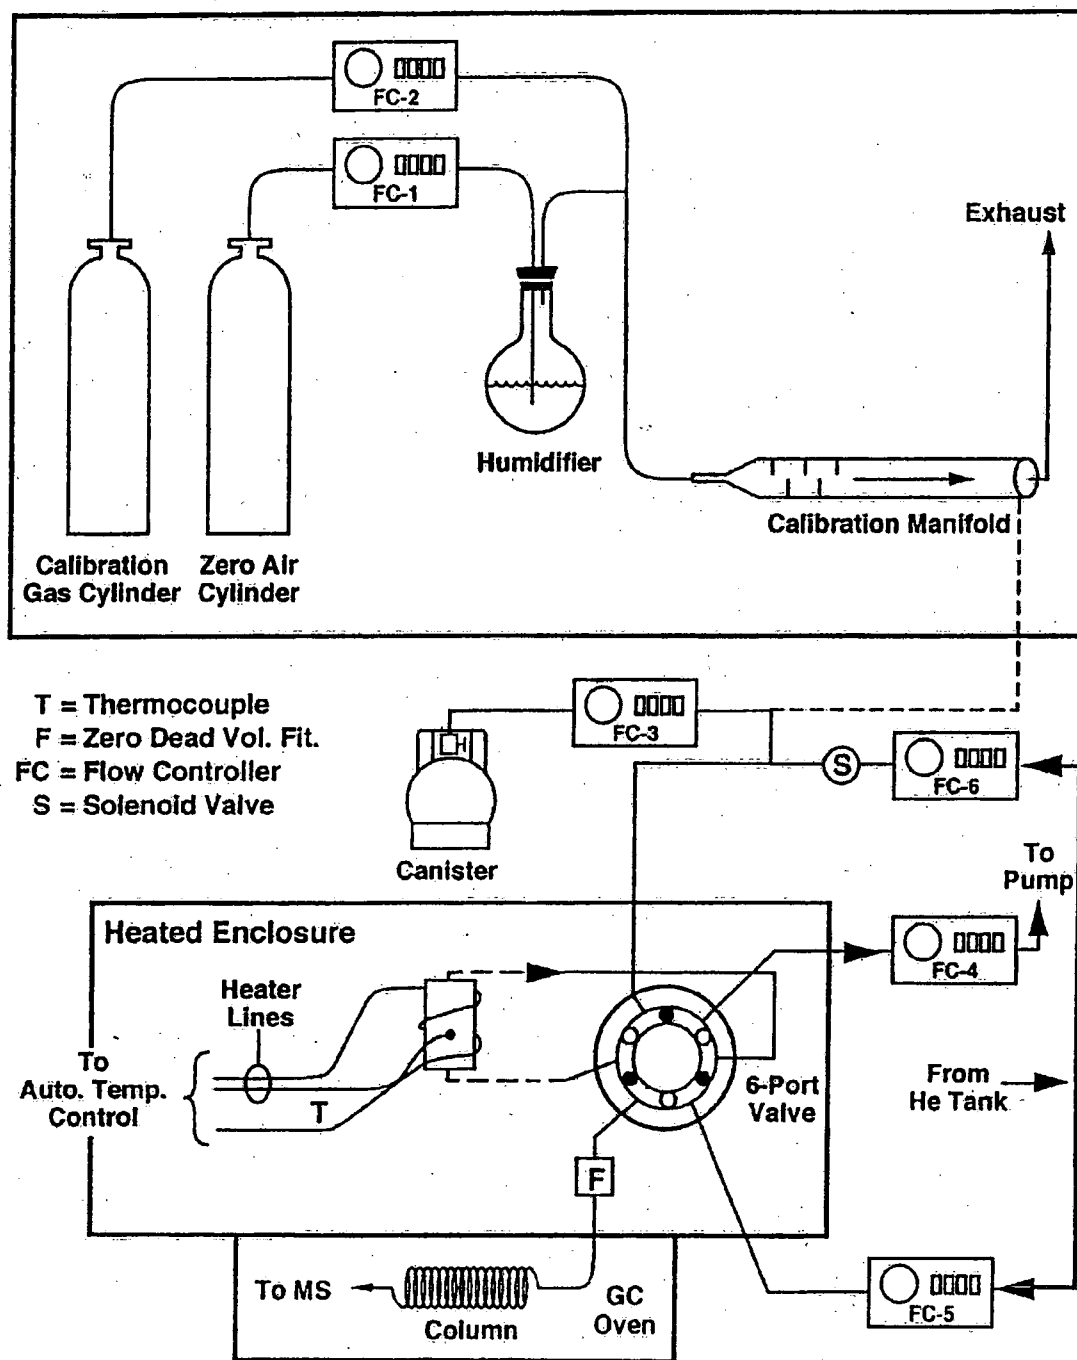 FC-2
FC-1
Exhaust
Humidifier
Calibration Manifold
Calibration
Gas Cylinder
Zero Air
Cylinder
T = Thermocouple
F = Zero Dead Vol. Fit.
FC = Flow Controller
S = Solenoid Valve
FC-3
S
FC-6
Canister
To
Pump
Heated Enclosure
FC-4
Heater
Lines
To
Auto. Temp.
Control
T
6-Port
Valve
From
He Tank
F
To MS
Column
GC
Oven
FC-5